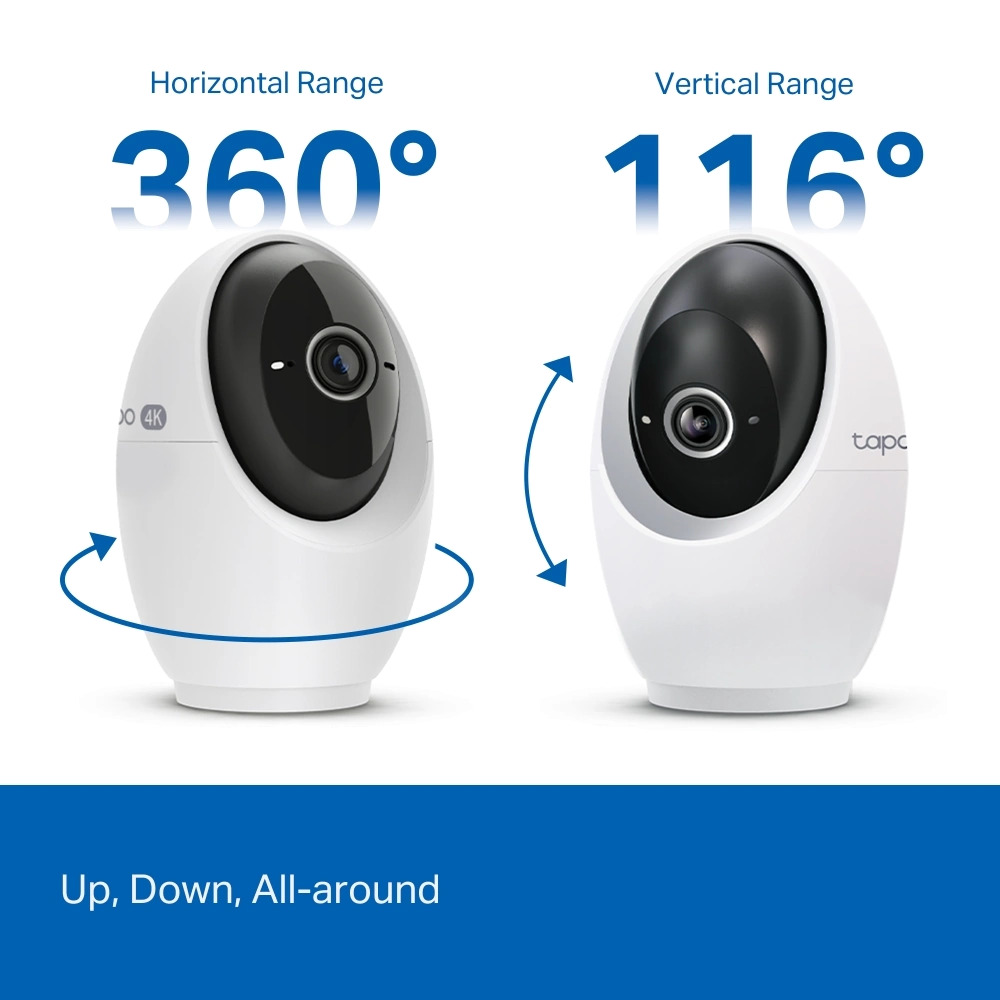 Horizontal Range
360°
Vertical Range
116°
4K
tapo
Up, Down, All-around